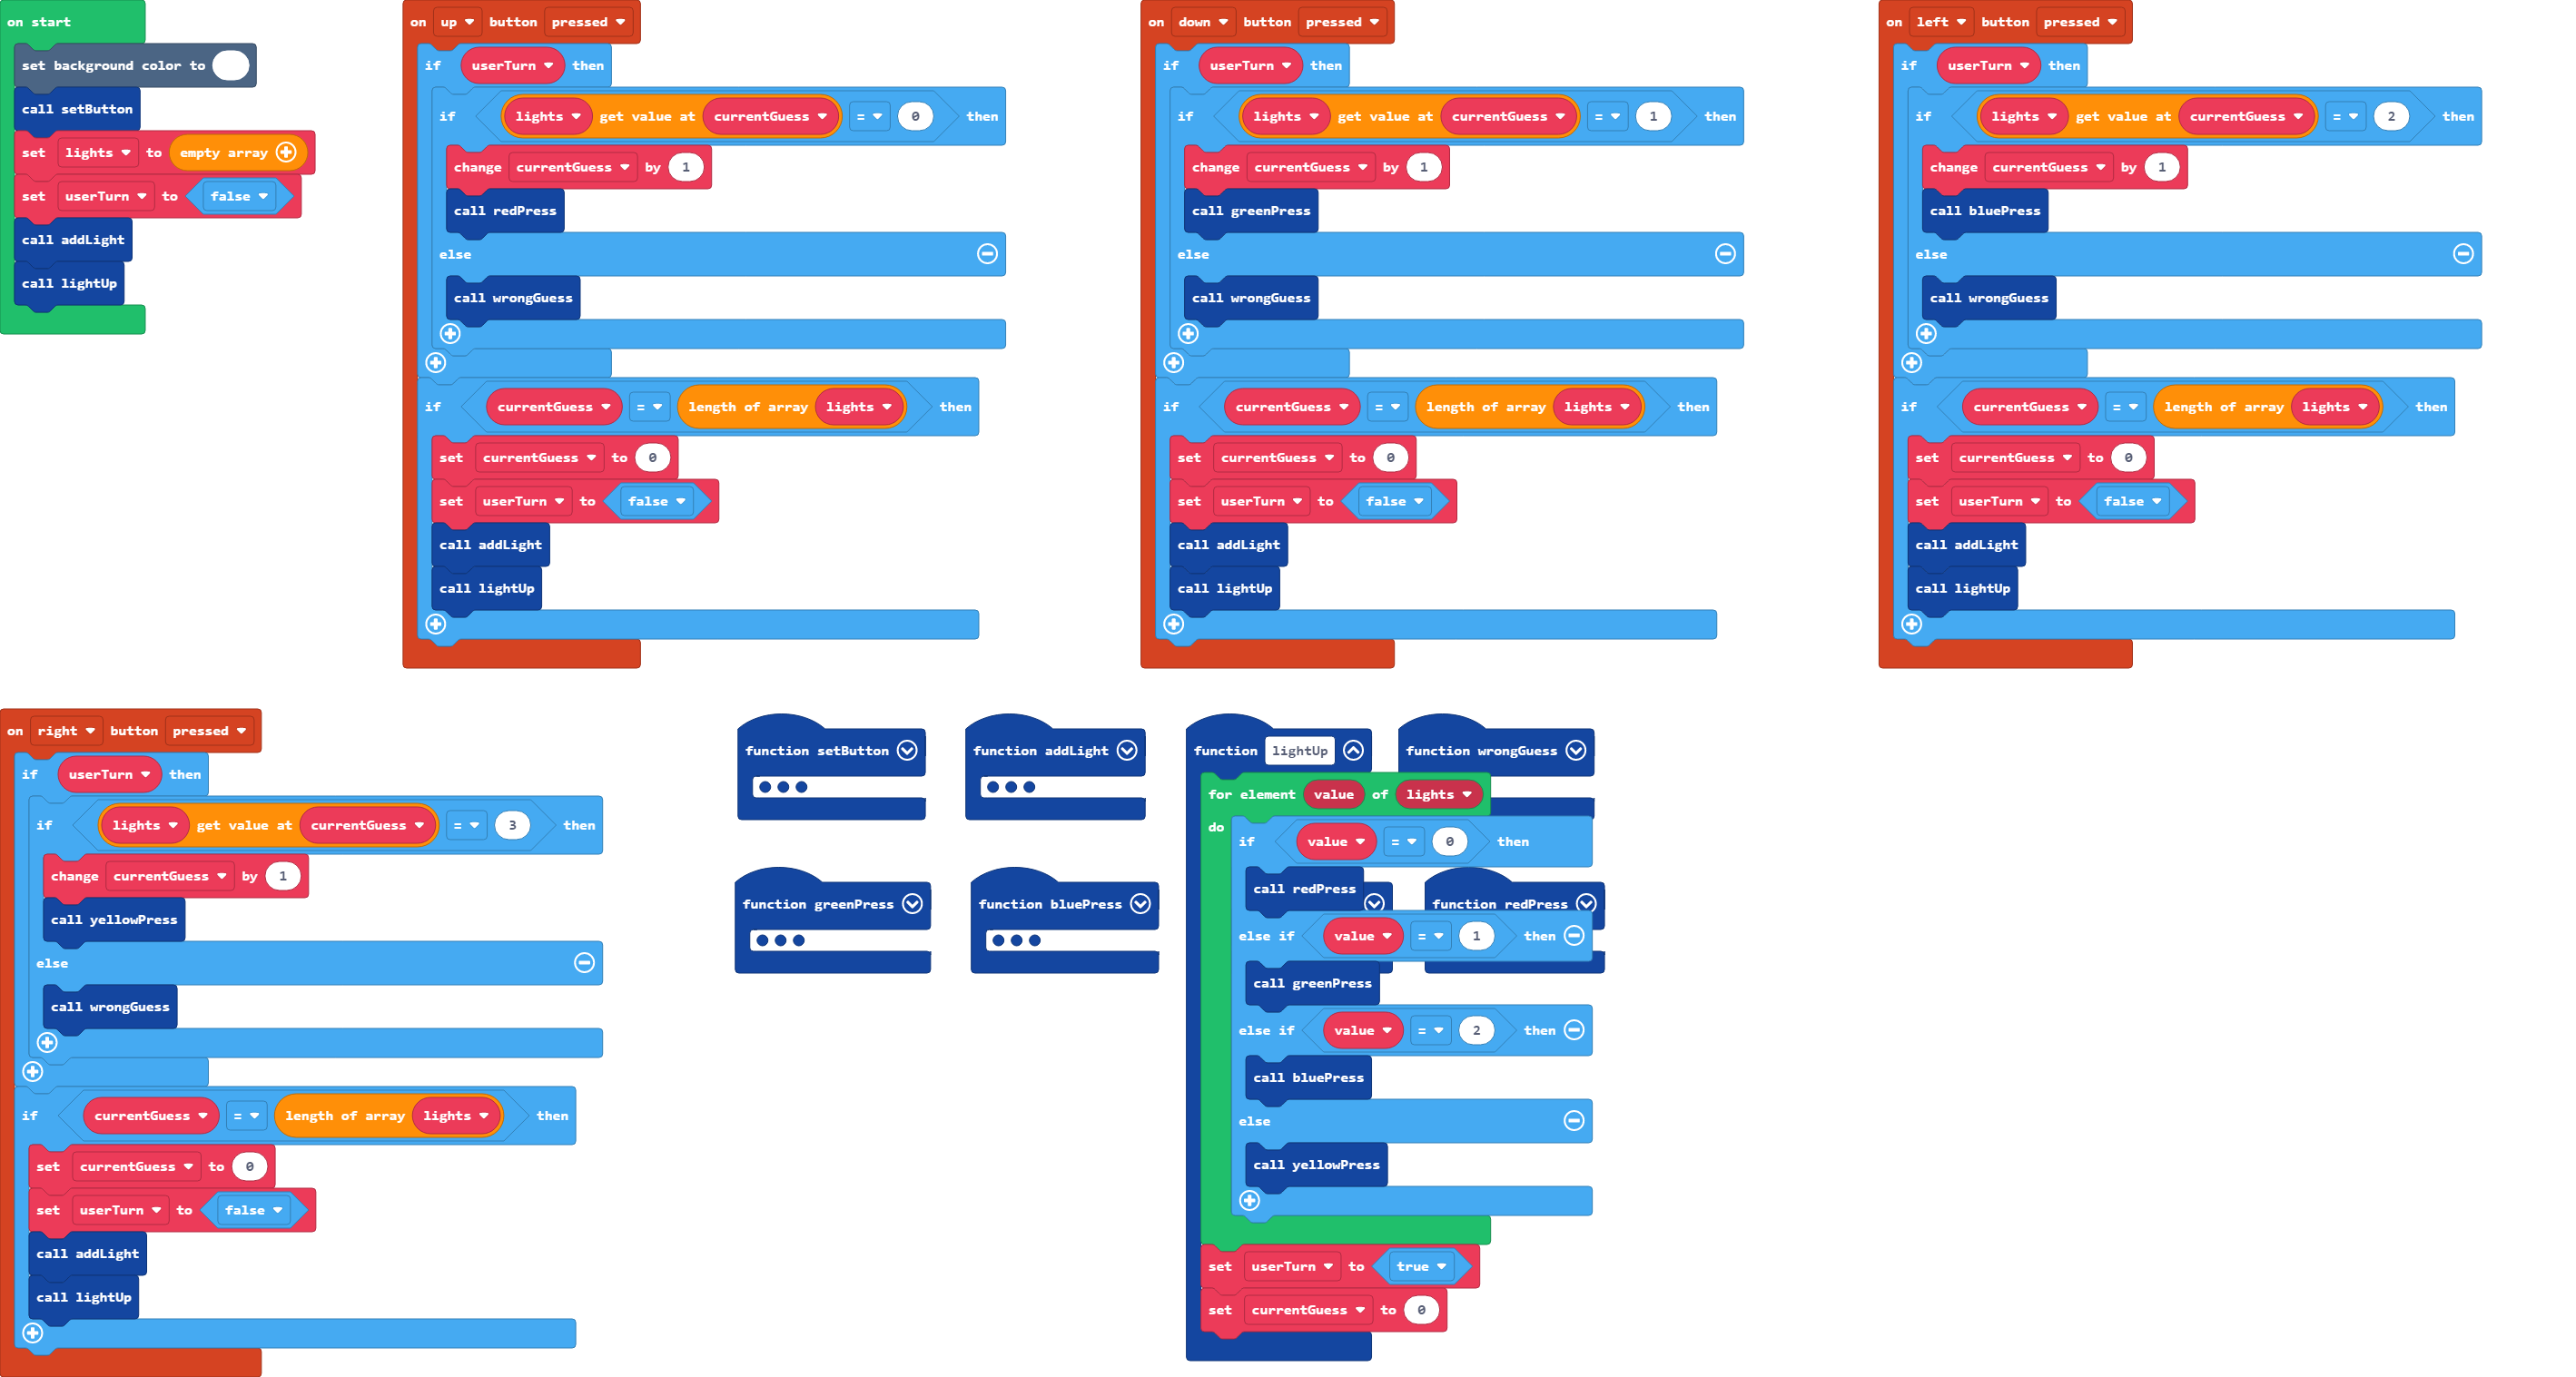 on start
set background color to
call setButton
set lights to empty array
set userTurn to false
call addLight
call lightUp
on up button pressed
if userTurn then
if lights get value at currentGuess = 0 then
change currentGuess by 1
call redPress
else
call wrongGuess
if currentGuess = length of array lights then
set currentGuess to 0
set userTurn to false
call addLight
call lightUp
on down button pressed
if userTurn then
if lights get value at currentGuess = 1 then
change currentGuess by 1
call greenPress
else
call wrongGuess
if currentGuess = length of array lights then
set currentGuess to 0
set userTurn to false
call addLight
call lightUp
on left button pressed
if userTurn then
if lights get value at currentGuess = 2 then
change currentGuess by 1
call bluePress
else
call wrongGuess
if currentGuess = length of array lights then
set currentGuess to 0
set userTurn to false
call addLight
call lightUp
on right button pressed
if userTurn then
if lights get value at currentGuess = 3 then
change currentGuess by 1
call yellowPress
else
call wrongGuess
if currentGuess = length of array lights then
set currentGuess to 0
set userTurn to false
call addLight
call lightUp
function setButton
function addLight
function greenPress
function bluePress
function lightUp
for element value of lights
do
if value = 0 then
call redPress
else if value = 1 then
call greenPress
else if value = 2 then
call bluePress
else
call yellowPress
set userTurn to true
set currentGuess to 0
function wrongGuess
function redPress